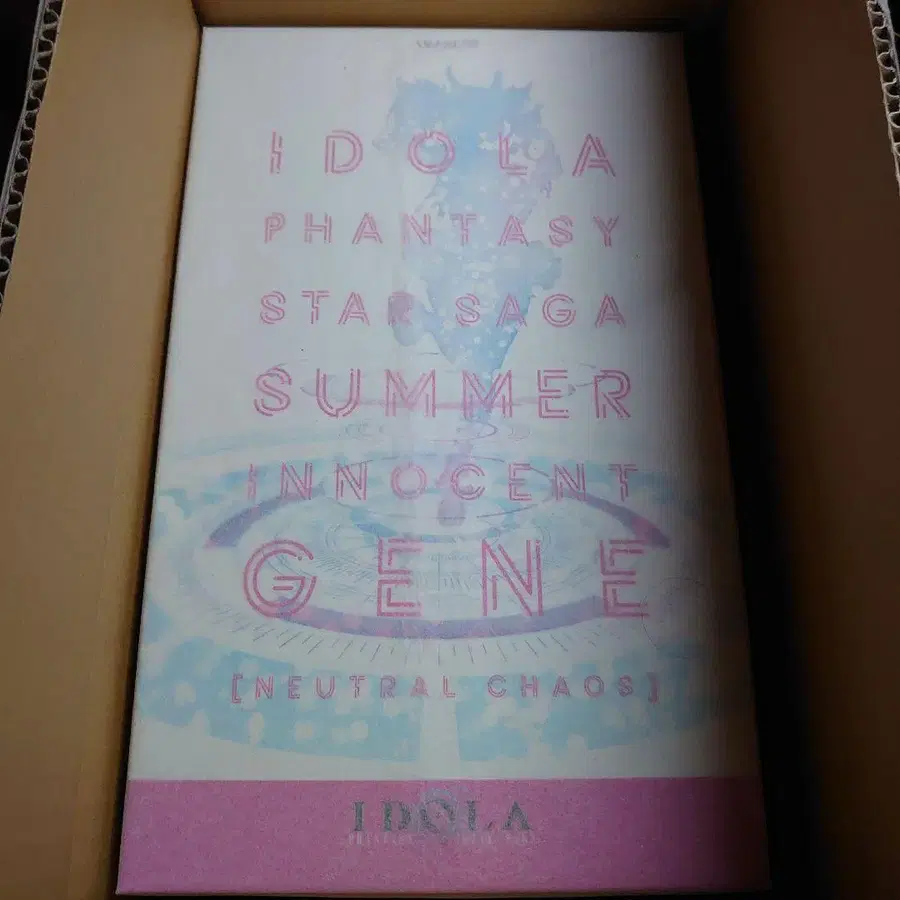 IDOLA
PHANTASY
STAR SAGA
SUMMER
INNOCENT
GENE
[NEUTRAL CHAOS]
IDOLA